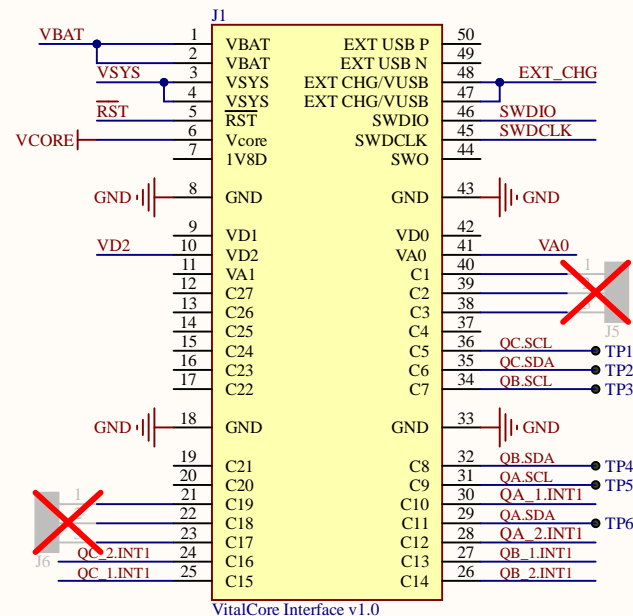 J1
VBAT 1 VBAT EXT USB P 50
2 VBAT EXT USB N 49
VSYS 3 VSYS EXT CHG/VUSB 48 EXT_CHG
4 VSYS EXT CHG/VUSB 47
RST 5 RST SWDIO 46 SWDIO
VCORE 6 Vcore SWDCLK 45 SWDCLK
7 1V8D SWO 44
GND 8 GND GND 43 GND
9 VD1 VD0 42
VD2 10 VD2 VA0 41 VA0
11 VA1 C1 40 1
12 C27 C2 39
13 C26 C3 38
14 C25 C4 37 J5
15 C24 C5 36 QC.SCL TP1
16 C23 C6 35 QC.SDA TP2
17 C22 C7 34 QB.SCL TP3
GND 18 GND GND 33 GND
19 C21 C8 32 QB.SDA TP4
20 C20 C9 31 QA.SCL TP5
1 21 C19 C10 30 QA_1.INT1
22 C18 C11 29 QA.SDA TP6
23 C17 C12 28 QA_2.INT1
J6 QC_2.INT1 24 C16 C13 27 QB_1.INT1
QC_1.INT1 25 C15 C14 26 QB_2.INT1
VitalCore Interface v1.0